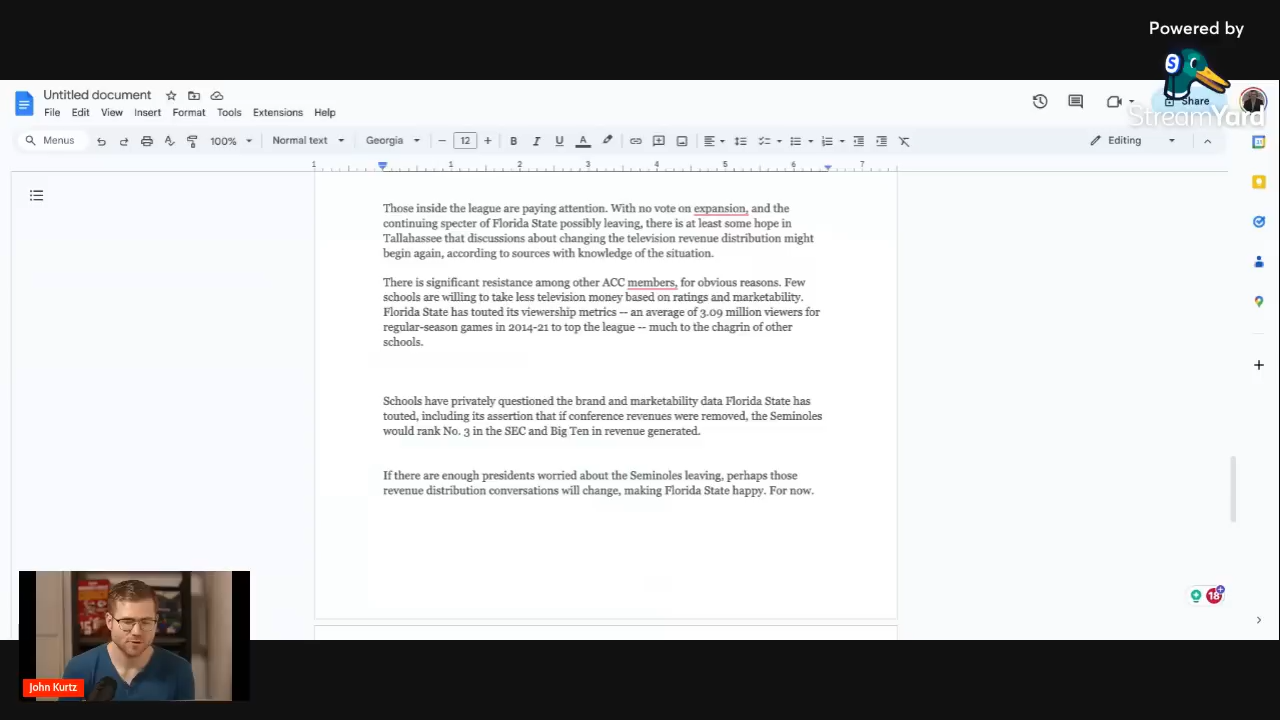 Powered by
StreamYard
Untitled document
Share
File Edit View Insert Format Tools Extensions Help
Menus 100% Normal text Georgia 12 Editing
1 1 2 3 4 5 6 7
Those inside the league are paying attention. With no vote on expansion, and the
continuing specter of Florida State possibly leaving, there is at least some hope in
Tallahassee that discussions about changing the television revenue distribution might
begin again, according to sources with knowledge of the situation.
There is significant resistance among other ACC members, for obvious reasons. Few
schools are willing to take less television money based on ratings and marketability.
Florida State has touted its viewership metrics -- an average of 3.09 million viewers for
regular-season games in 2014-21 to top the league -- much to the chagrin of other
schools.
Schools have privately questioned the brand and marketability data Florida State has
touted, including its assertion that if conference revenues were removed, the Seminoles
would rank No. 3 in the SEC and Big Ten in revenue generated.
If there are enough presidents worried about the Seminoles leaving, perhaps those
revenue distribution conversations will change, making Florida State happy. For now.
18
John Kurtz